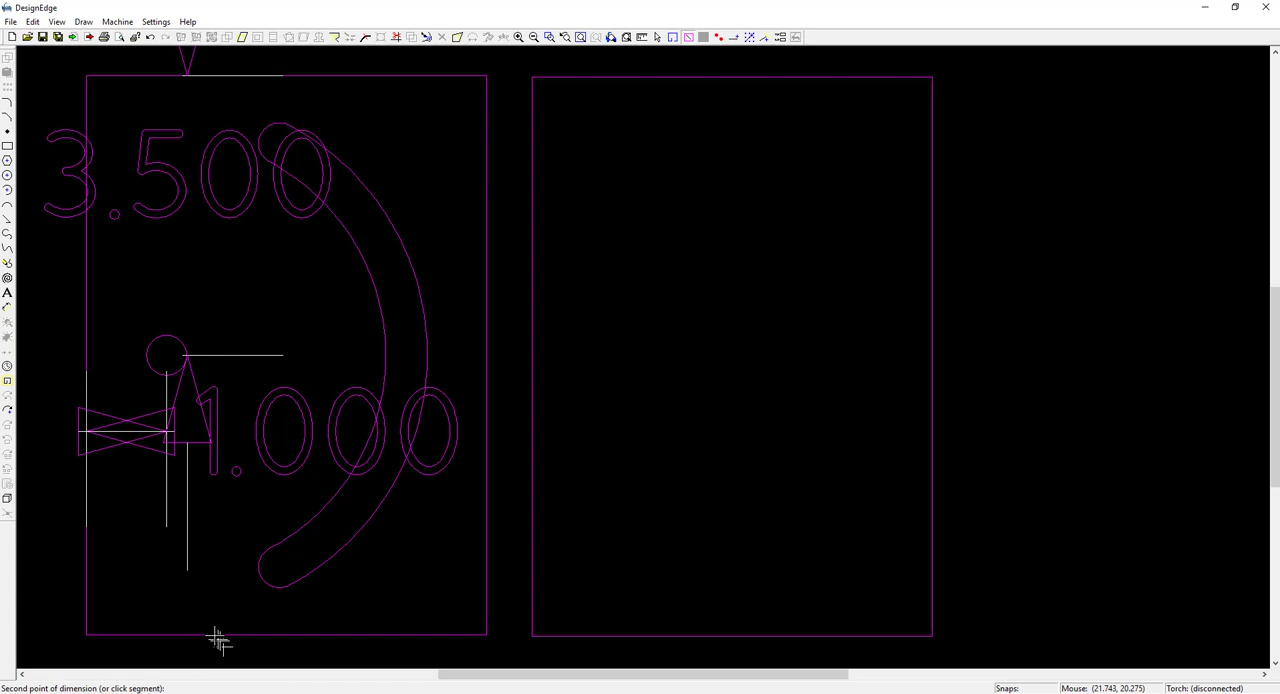 DesignEdge
File Edit View Draw Machine Settings Help
3.500
1.000
A
Second point of dimension (or click segment):
Snaps: Mouse: (21.743, 20.275) Torch: (disconnected)